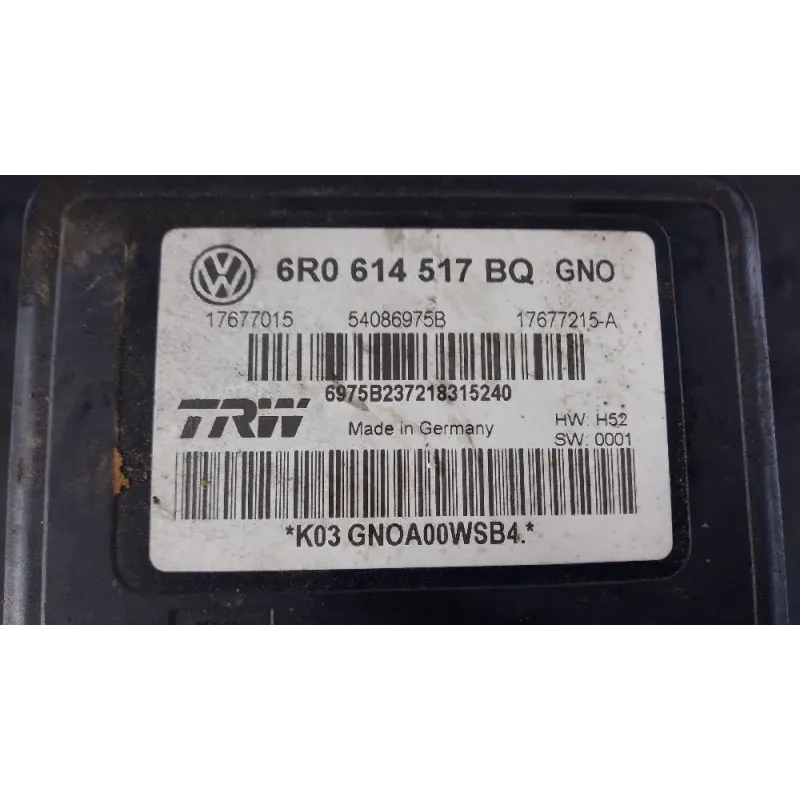 6R0 614 517 BQ GNO
17677015 54086975B 17677215-A
6975B237218315240
TRW Made in Germany HW: H52
SW: 0001
*K03 GNOA00WSB4.*